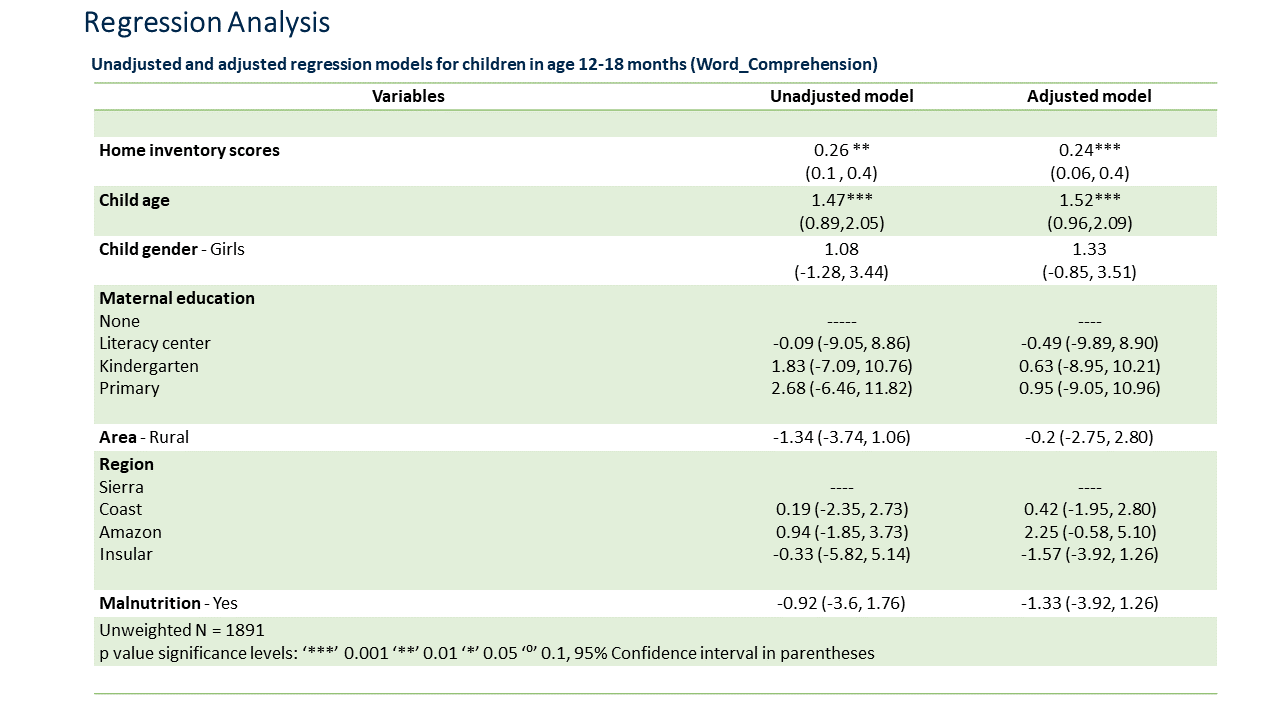 Regression Analysis
Unadjusted and adjusted regression models for children in age 12-18 months (Word_Comprehension)
Variables Unadjusted model Adjusted model
Home inventory scores 0.26 ** 0.24***
(0.1 , 0.4) (0.06, 0.4)
Child age 1.47*** 1.52***
(0.89,2.05) (0.96,2.09)
Child gender - Girls 1.08 1.33
(-1.28, 3.44) (-0.85, 3.51)
Maternal education
None ----- ----
Literacy center -0.09 (-9.05, 8.86) -0.49 (-9.89, 8.90)
Kindergarten 1.83 (-7.09, 10.76) 0.63 (-8.95, 10.21)
Primary 2.68 (-6.46, 11.82) 0.95 (-9.05, 10.96)
Area - Rural -1.34 (-3.74, 1.06) -0.2 (-2.75, 2.80)
Region
Sierra ---- ----
Coast 0.19 (-2.35, 2.73) 0.42 (-1.95, 2.80)
Amazon 0.94 (-1.85, 3.73) 2.25 (-0.58, 5.10)
Insular -0.33 (-5.82, 5.14) -1.57 (-3.92, 1.26)
Malnutrition - Yes -0.92 (-3.6, 1.76) -1.33 (-3.92, 1.26)
Unweighted N = 1891
p value significance levels: ‘***’ 0.001 ‘**’ 0.01 ‘*’ 0.05 ‘⁰’ 0.1, 95% Confidence interval in parentheses